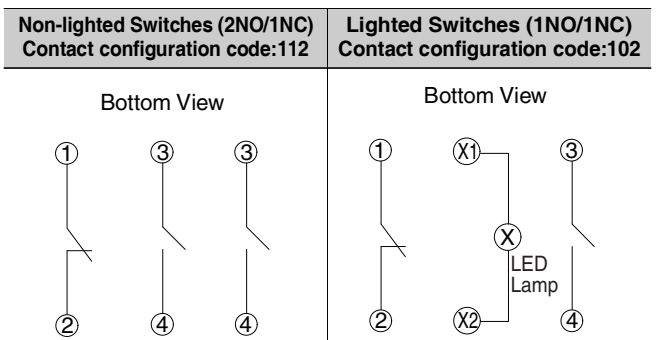 Non-lighted Switches (2NO/1NC)
Contact configuration code:112
Lighted Switches (1NO/1NC)
Contact configuration code:102
Bottom View
1 3 3
2 4 4
Bottom View
1 X1 3
X
LED
Lamp
2 X2 4